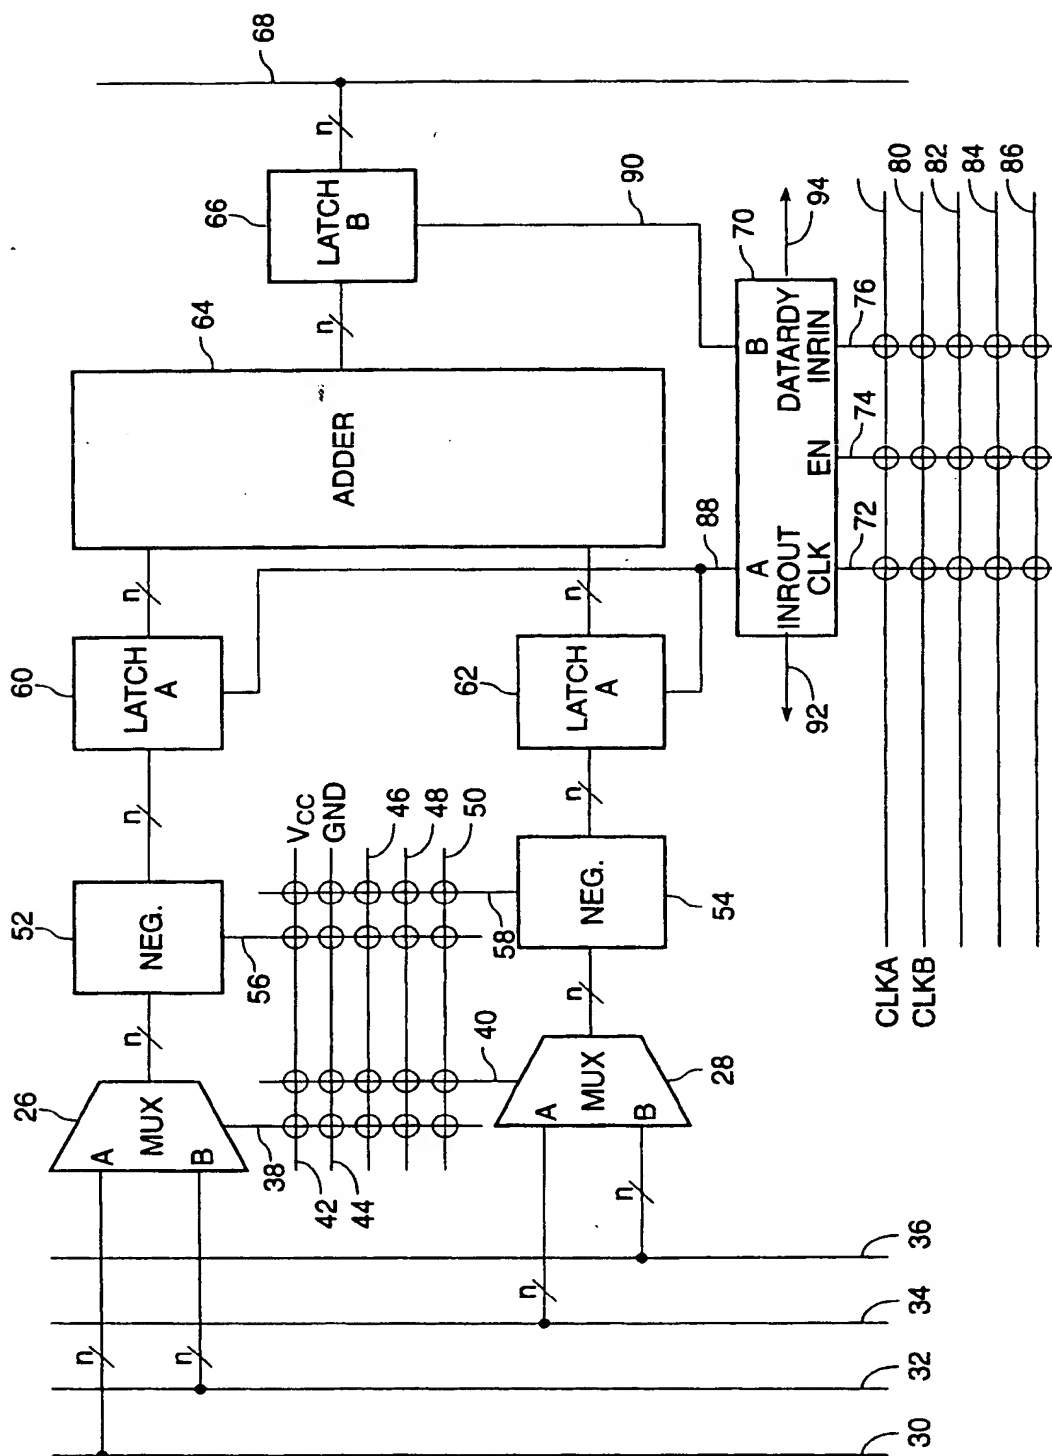 68
n
LATCH
B
66
n
90
64
ADDER
n
n
60
LATCH
A
62
LATCH
A
88
70
B
DATARDY
INRIN
EN
A
INROUT
CLK
94
92
76
74
72
80
82
84
86
CLKA
CLKB
n
n
52
NEG.
56
VCC
GND
46
48
50
58
NEG.
54
n
n
26
MUX
A
B
38
42
44
40
MUX
A
B
28
n
n
n
n
36
34
32
30